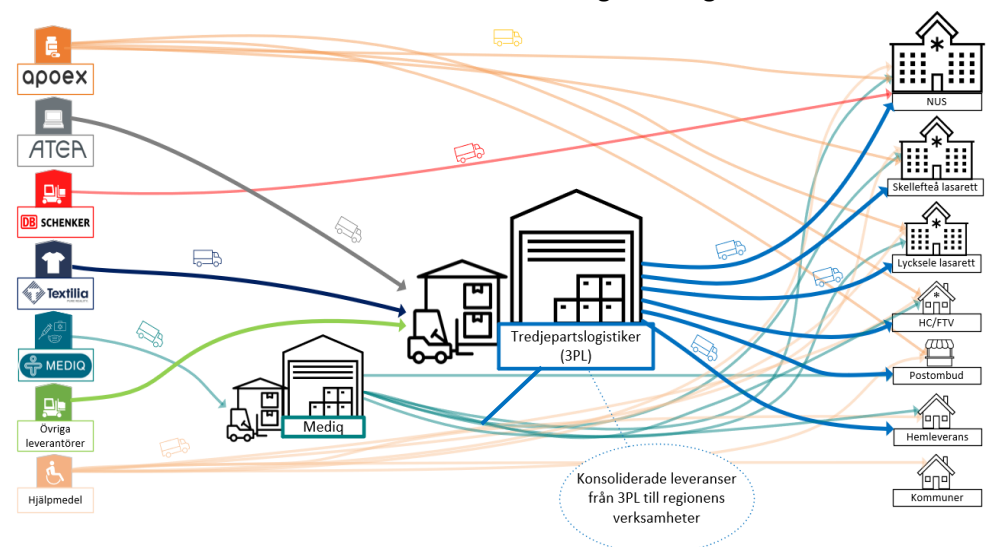 apoex
ATEA
DB SCHENKER
Textilia
MEDIQ
Övriga
leverantörer
Hjälpmedel
Mediq
Tredjepartslogistiker
(3PL)
Konsoliderade leveranser
från 3PL till regionens
verksamheter
NUS
Skellefteå lasarett
Lycksele lasarett
HC/FTV
Postombud
Hemleverans
Kommuner